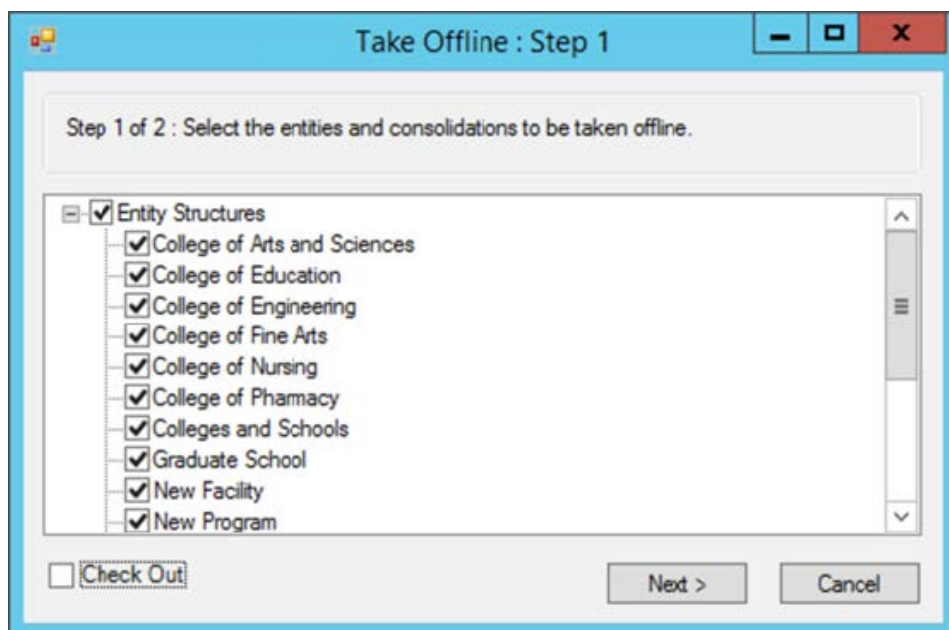 Take Offline : Step 1
Step 1 of 2 : Select the entities and consolidations to be taken offline.
Entity Structures
College of Arts and Sciences
College of Education
College of Engineering
College of Fine Arts
College of Nursing
College of Pharmacy
Colleges and Schools
Graduate School
New Facility
New Program
Check Out
Next >
Cancel